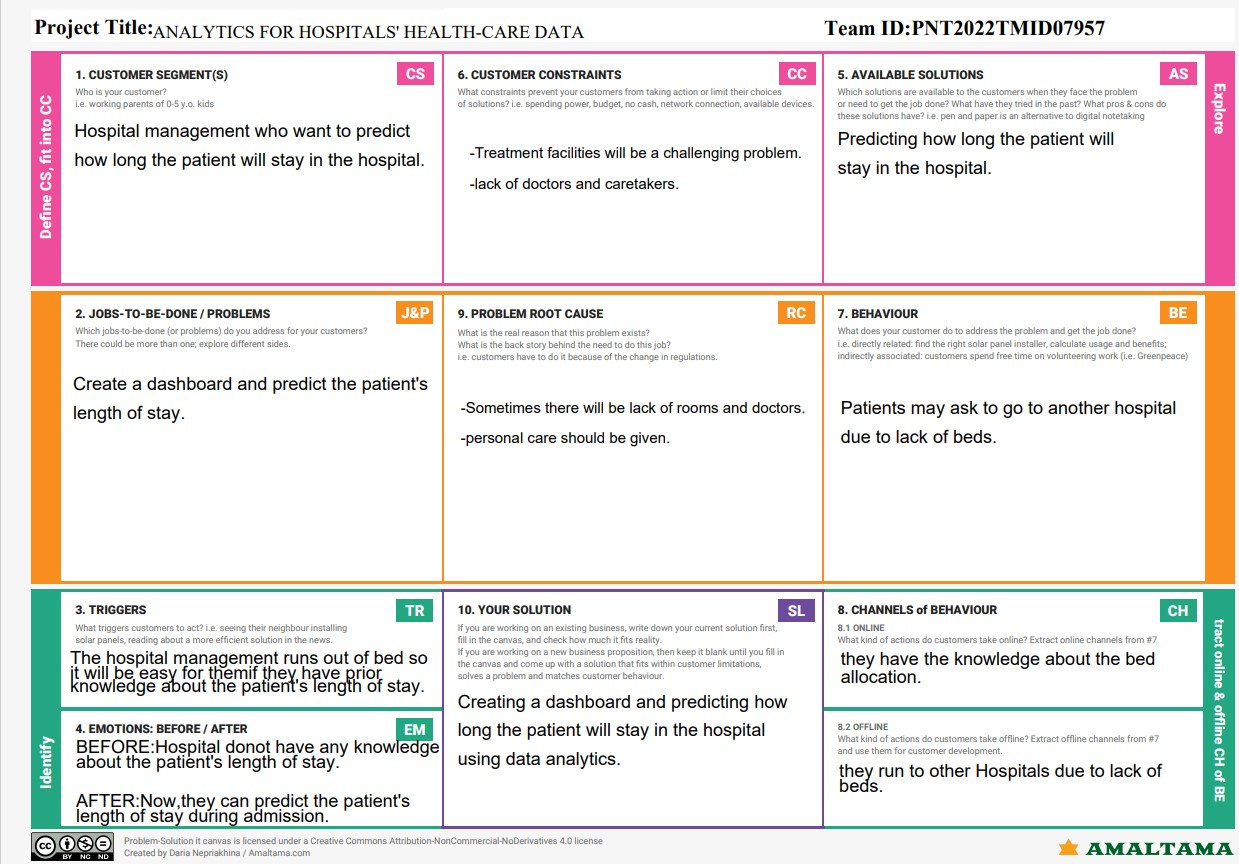 Project Title:ANALYTICS FOR HOSPITALS' HEALTH-CARE DATA
Team ID:PNT2022TMID07957
Define CS, fit into CC
1. CUSTOMER SEGMENT(S)
CS
Who is your customer?
i.e. working parents of 0-5 y.o. kids
Hospital management who want to predict
how long the patient will stay in the hospital.
6. CUSTOMER CONSTRAINTS
CC
What constraints prevent your customers from taking action or limit their choices
of solutions? i.e. spending power, budget, no cash, network connection, available devices.
-Treatment facilities will be a challenging problem.
-lack of doctors and caretakers.
5. AVAILABLE SOLUTIONS
AS
Which solutions are available to the customers when they face the problem
or need to get the job done? What have they tried in the past? What pros & cons do
these solutions have? i.e. pen and paper is an alternative to digital notetaking
Predicting how long the patient will
stay in the hospital.
Explore
2. JOBS-TO-BE-DONE / PROBLEMS
J&P
Which jobs-to-be-done (or problems) do you address for your customers?
There could be more than one; explore different sides.
Create a dashboard and predict the patient's
length of stay.
9. PROBLEM ROOT CAUSE
RC
What is the real reason that this problem exists?
What is the back story behind the need to do this job?
i.e. customers have to do it because of the change in regulations.
-Sometimes there will be lack of rooms and doctors.
-personal care should be given.
7. BEHAVIOUR
BE
What does your customer do to address the problem and get the job done?
i.e. directly related: find the right solar panel installer, calculate usage and benefits;
indirectly associated: customers spend free time on volunteering work (i.e. Greenpeace)
Patients may ask to go to another hospital
due to lack of beds.
Identify
3. TRIGGERS
TR
What triggers customers to act? i.e. seeing their neighbour installing
solar panels, reading about a more efficient solution in the news.
The hospital management runs out of bed so
it will be easy for themif they have prior
knowledge about the patient's length of stay.
4. EMOTIONS: BEFORE / AFTER
EM
BEFORE:Hospital donot have any knowledge
about the patient's length of stay.
AFTER:Now,they can predict the patient's
length of stay during admission.
10. YOUR SOLUTION
SL
If you are working on an existing business, write down your current solution first,
fill in the canvas, and check how much it fits reality.
If you are working on a new business proposition, then keep it blank until you fill in
the canvas and come up with a solution that fits within customer limitations,
solves a problem and matches customer behaviour.
Creating a dashboard and predicting how
long the patient will stay in the hospital
using data analytics.
8. CHANNELS of BEHAVIOUR
CH
8.1 ONLINE
What kind of actions do customers take online? Extract online channels from #7
they have the knowledge about the bed
allocation.
8.2 OFFLINE
What kind of actions do customers take offline? Extract offline channels from #7
and use them for customer development.
they run to other Hospitals due to lack of
beds.
tract online & offline CH of BE
CC BY NC ND
Problem-Solution it canvas is licensed under a Creative Commons Attribution-NonCommercial-NoDerivatives 4.0 license
Created by Daria Nepriakhina / Amaltama.com
AMALTAMA